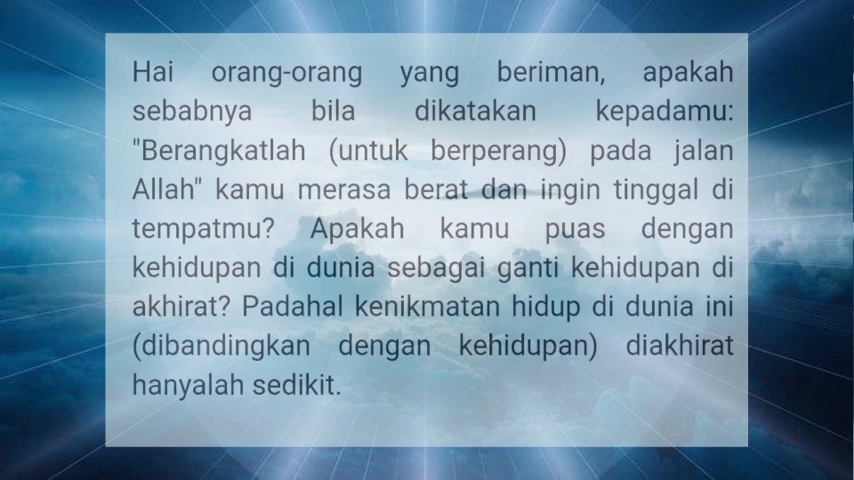 Hai orang-orang yang beriman, apakah
sebabnya bila dikatakan kepadamu:
"Berangkatlah (untuk berperang) pada jalan
Allah" kamu merasa berat dan ingin tinggal di
tempatmu? Apakah kamu puas dengan
kehidupan di dunia sebagai ganti kehidupan di
akhirat? Padahal kenikmatan hidup di dunia ini
(dibandingkan dengan kehidupan) diakhirat
hanyalah sedikit.